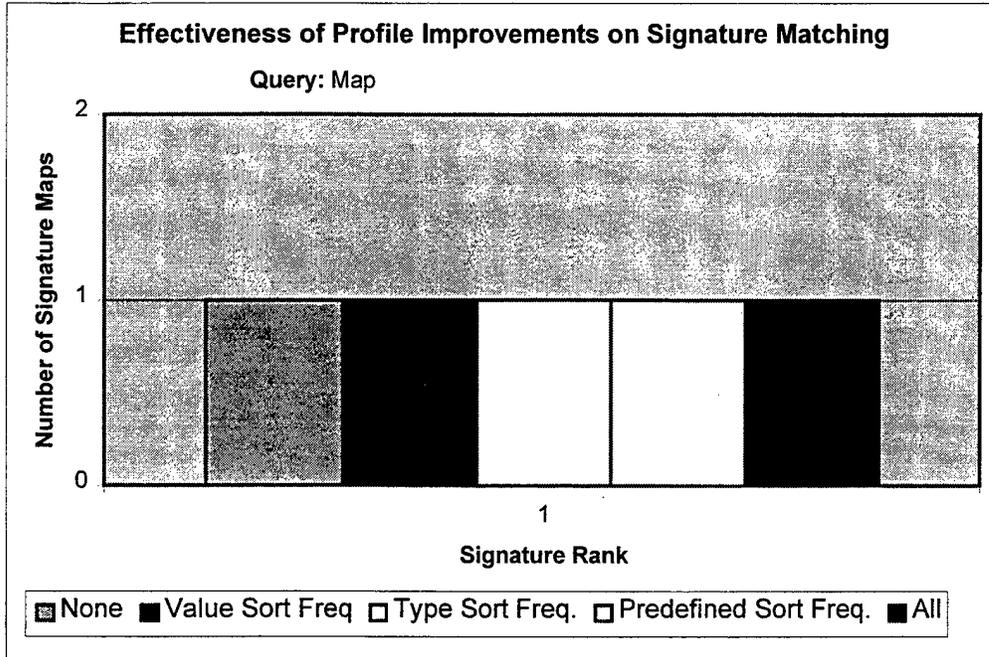 Effectiveness of Profile Improvements on Signature Matching
Query: Map
Number of Signature Maps
2
1
0
1
Signature Rank
None Value Sort Freq Type Sort Freq. Predefined Sort Freq. All